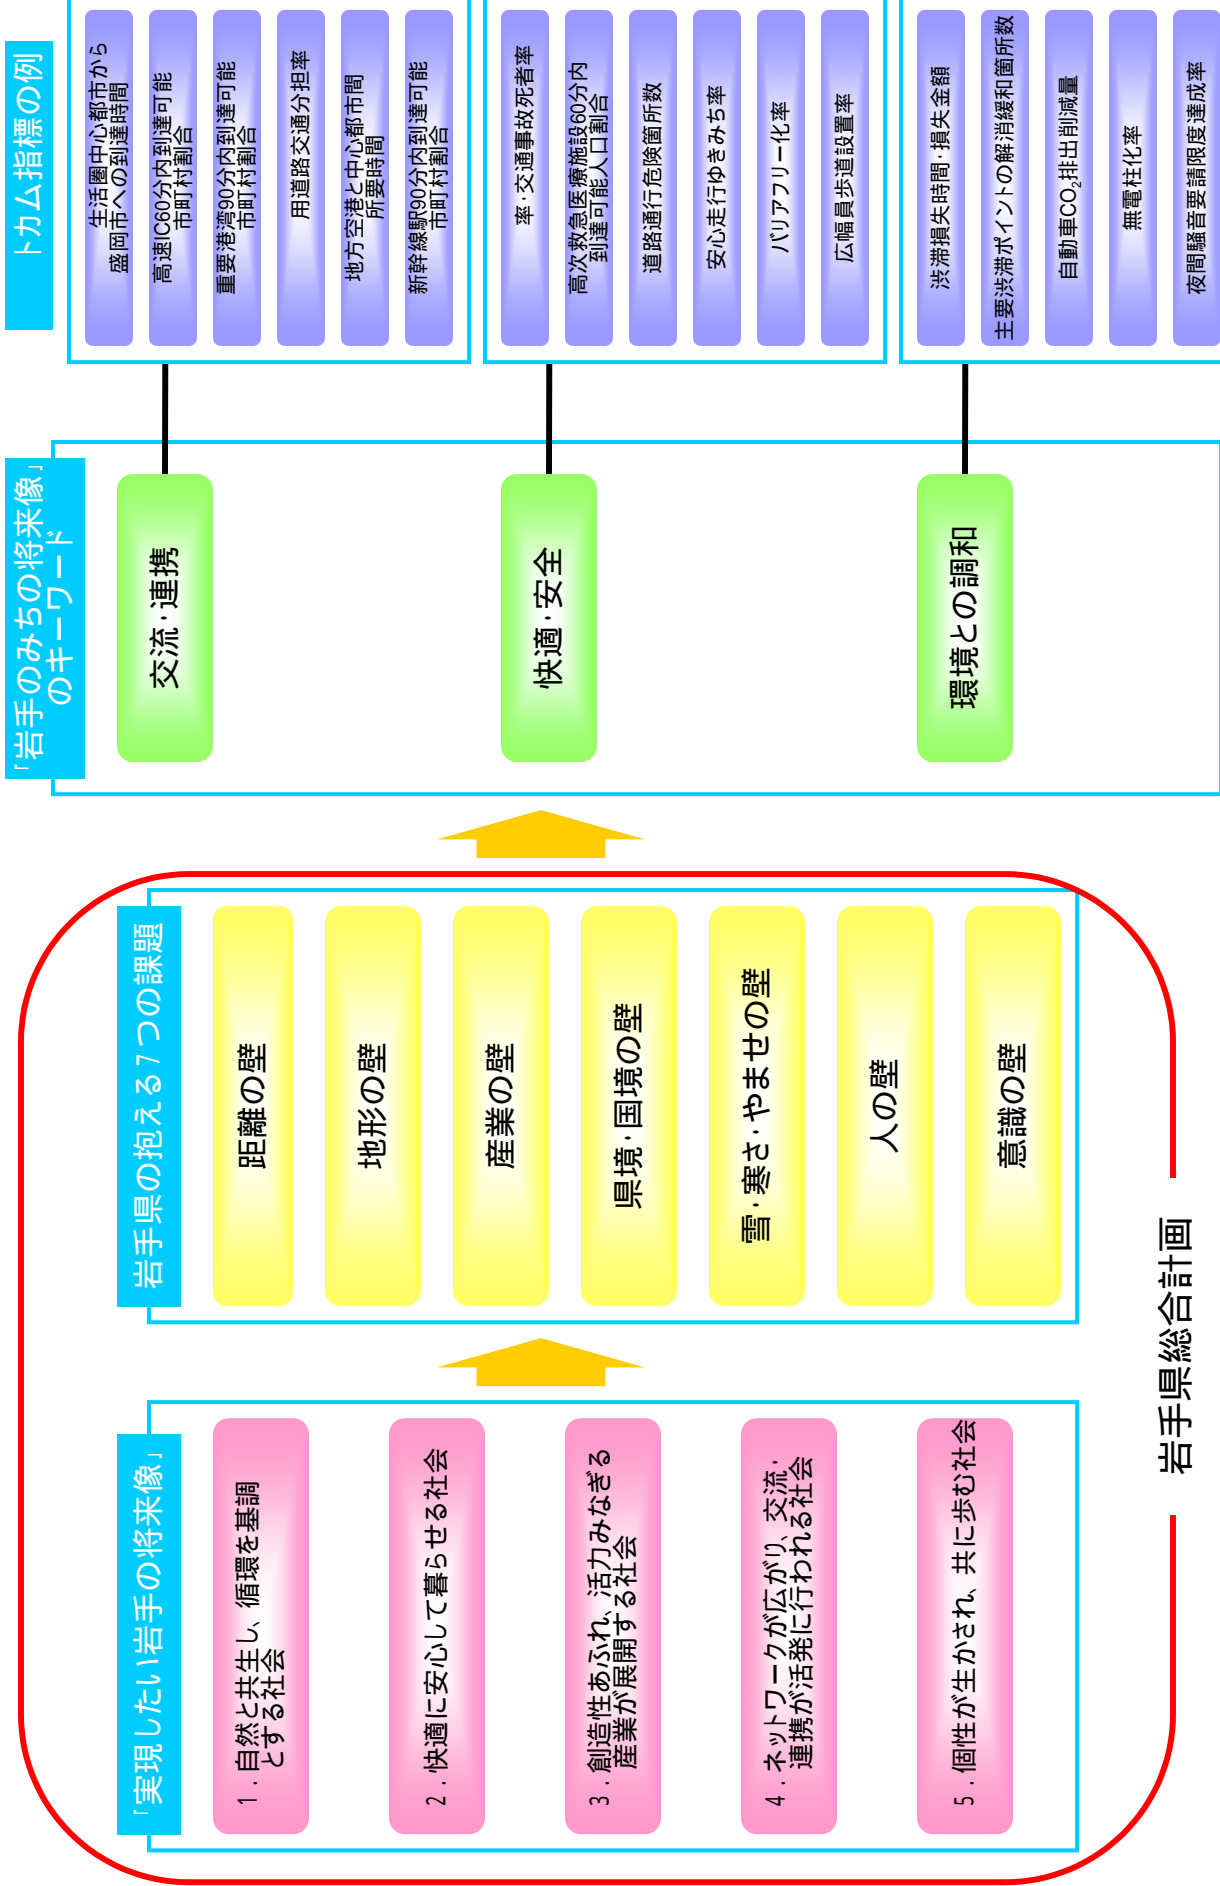 「実現したい岩手の将来像」
1．自然と共生し、循環を基調
とする社会
2．快適に安心して暮らせる社会
3．創造性あふれ、活力みなぎる
産業が展開する社会
4．ネットワークが広がり、交流・
連携が活発に行われる社会
5．個性が生かされ、共に歩む社会
岩手県の抱える7つの課題
距離の壁
地形の壁
産業の壁
県境・国境の壁
雪・寒さ・やませの壁
人の壁
意識の壁
岩手県総合計画
「岩手のみちの将来像」
のキーワード
交流・連携
快適・安全
環境との調和
トカム指標の例
生活圏中心都市から
盛岡市への到達時間
高速IC60分内到達可能
市町村割合
重要港湾90分内到達可能
市町村割合
用道路交通分担率
地方空港と中心都市間
所要時間
新幹線駅90分内到達可能
市町村割合
率・交通事故死者率
高次救急医療施設60分内
到達可能人口割合
道路通行危険箇所数
安心走行ゆきみち率
バリアフリー化率
広幅員歩道設置率
渋滞損失時間・損失金額
主要渋滞ポイントの解消緩和箇所数
自動車CO₂排出削減量
無電柱化率
夜間騒音要請限度達成率